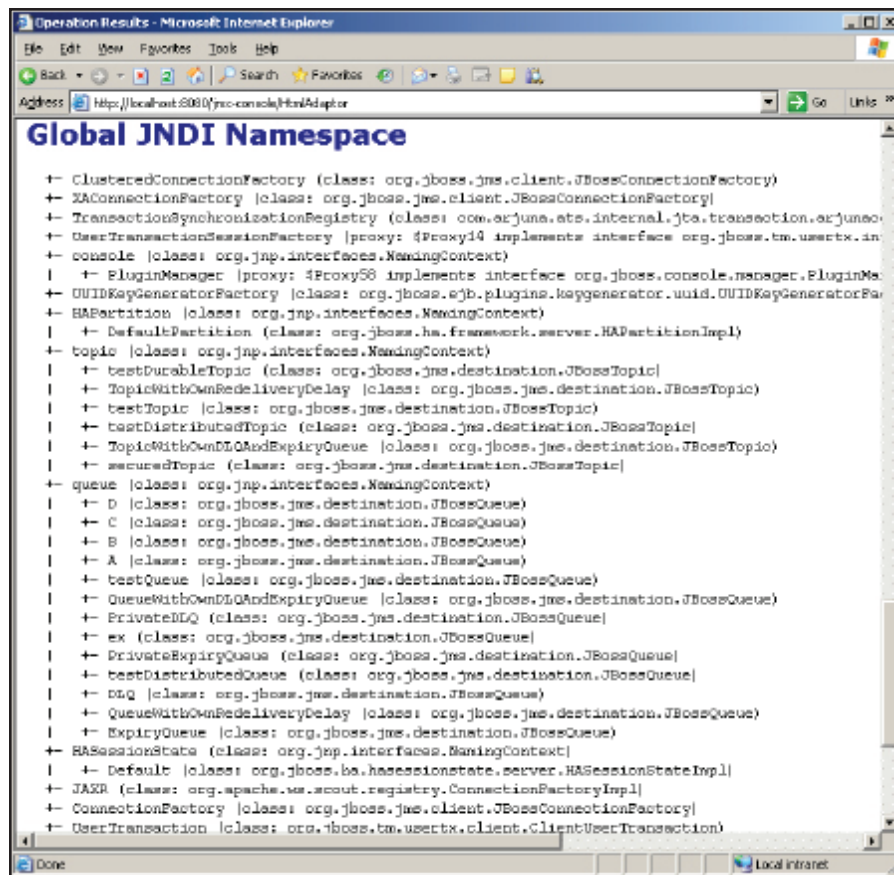 Operation Results - Microsoft Internet Explorer
File Edit View Favorites Tools Help
Back Search Favorites
Address http://localhost:8080/jmx-console/HtmlAdaptor Go Links »
Global JNDI Namespace
+- ClusteredConnectionFactory (class: org.jboss.jms.client.JBossConnectionFactory)
+- XAConnectionFactory (class: org.jboss.jms.client.JBossConnectionFactory)
+- TransactionSynchronizationRegistry (class: com.arjuna.ats.internal.jta.transaction.arjunac
+- UserTransactionSessionFactory (proxy: $Proxy14 implements interface org.jboss.tm.usertx.in
+- console (class: org.jnp.interfaces.NamingContext)
| +- PluginManager (proxy: $Proxy58 implements interface org.jboss.console.manager.PluginMa
+- UUIDKeyGeneratorFactory (class: org.jboss.ejb.plugins.keygenerator.uuid.UUIDKeyGeneratorFa
+- HAPartition (class: org.jnp.interfaces.NamingContext)
| +- DefaultPartition (class: org.jboss.ha.framework.server.HAPartitionImpl)
+- topic (class: org.jnp.interfaces.NamingContext)
| +- testDurableTopic (class: org.jboss.jms.destination.JBossTopic)
| +- TopicWithOwnRedeliveryDelay (class: org.jboss.jms.destination.JBossTopic)
| +- testTopic (class: org.jboss.jms.destination.JBossTopic)
| +- testDistributedTopic (class: org.jboss.jms.destination.JBossTopic)
| +- TopicWithOwnDLQAndExpiryQueue (class: org.jboss.jms.destination.JBossTopic)
| +- securedTopic (class: org.jboss.jms.destination.JBossTopic)
+- queue (class: org.jnp.interfaces.NamingContext)
| +- D (class: org.jboss.jms.destination.JBossQueue)
| +- C (class: org.jboss.jms.destination.JBossQueue)
| +- B (class: org.jboss.jms.destination.JBossQueue)
| +- A (class: org.jboss.jms.destination.JBossQueue)
| +- testQueue (class: org.jboss.jms.destination.JBossQueue)
| +- QueueWithOwnDLQAndExpiryQueue (class: org.jboss.jms.destination.JBossQueue)
| +- PrivateDLQ (class: org.jboss.jms.destination.JBossQueue)
| +- ex (class: org.jboss.jms.destination.JBossQueue)
| +- PrivateExpiryQueue (class: org.jboss.jms.destination.JBossQueue)
| +- testDistributedQueue (class: org.jboss.jms.destination.JBossQueue)
| +- DLQ (class: org.jboss.jms.destination.JBossQueue)
| +- QueueWithOwnRedeliveryDelay (class: org.jboss.jms.destination.JBossQueue)
| +- ExpiryQueue (class: org.jboss.jms.destination.JBossQueue)
+- HASessionState (class: org.jnp.interfaces.NamingContext)
| +- Default (class: org.jboss.ha.hasessionstate.server.HASessionStateImpl)
+- JAXR (class: org.apache.ws.scout.registry.ConnectionFactoryImpl)
+- ConnectionFactory (class: org.jboss.jms.client.JBossConnectionFactory)
+- UserTransaction (class: org.jboss.tm.usertx.client.ClientUserTransaction)
Done Local intranet